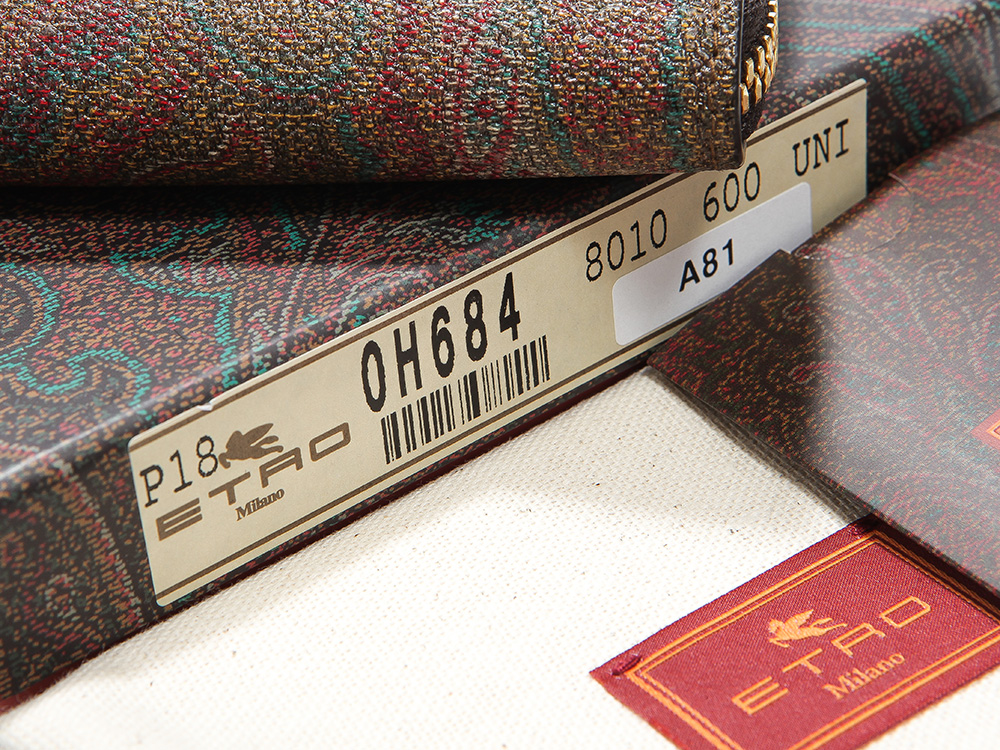 8010 600 UNI
A81
0H684
P18
ETRO
Milano
ETRO
Milano